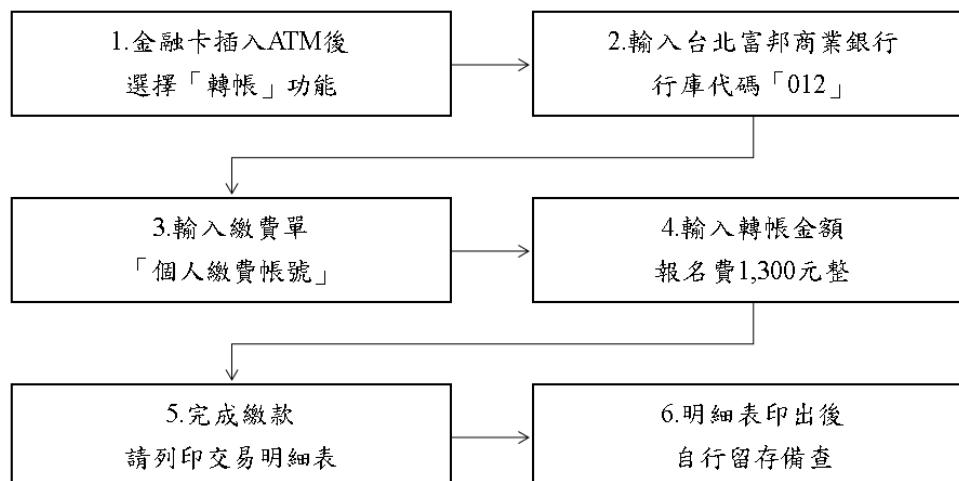 1.金融卡插入ATM後
選擇「轉帳」功能
2.輸入台北富邦商業銀行
行庫代碼「012」
3.輸入繳費單
「個人繳費帳號」
4.輸入轉帳金額
報名費1,300元整
5.完成繳款
請列印交易明細表
6.明細表印出後
自行留存備查